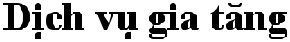 Dịch vụ gia tăng